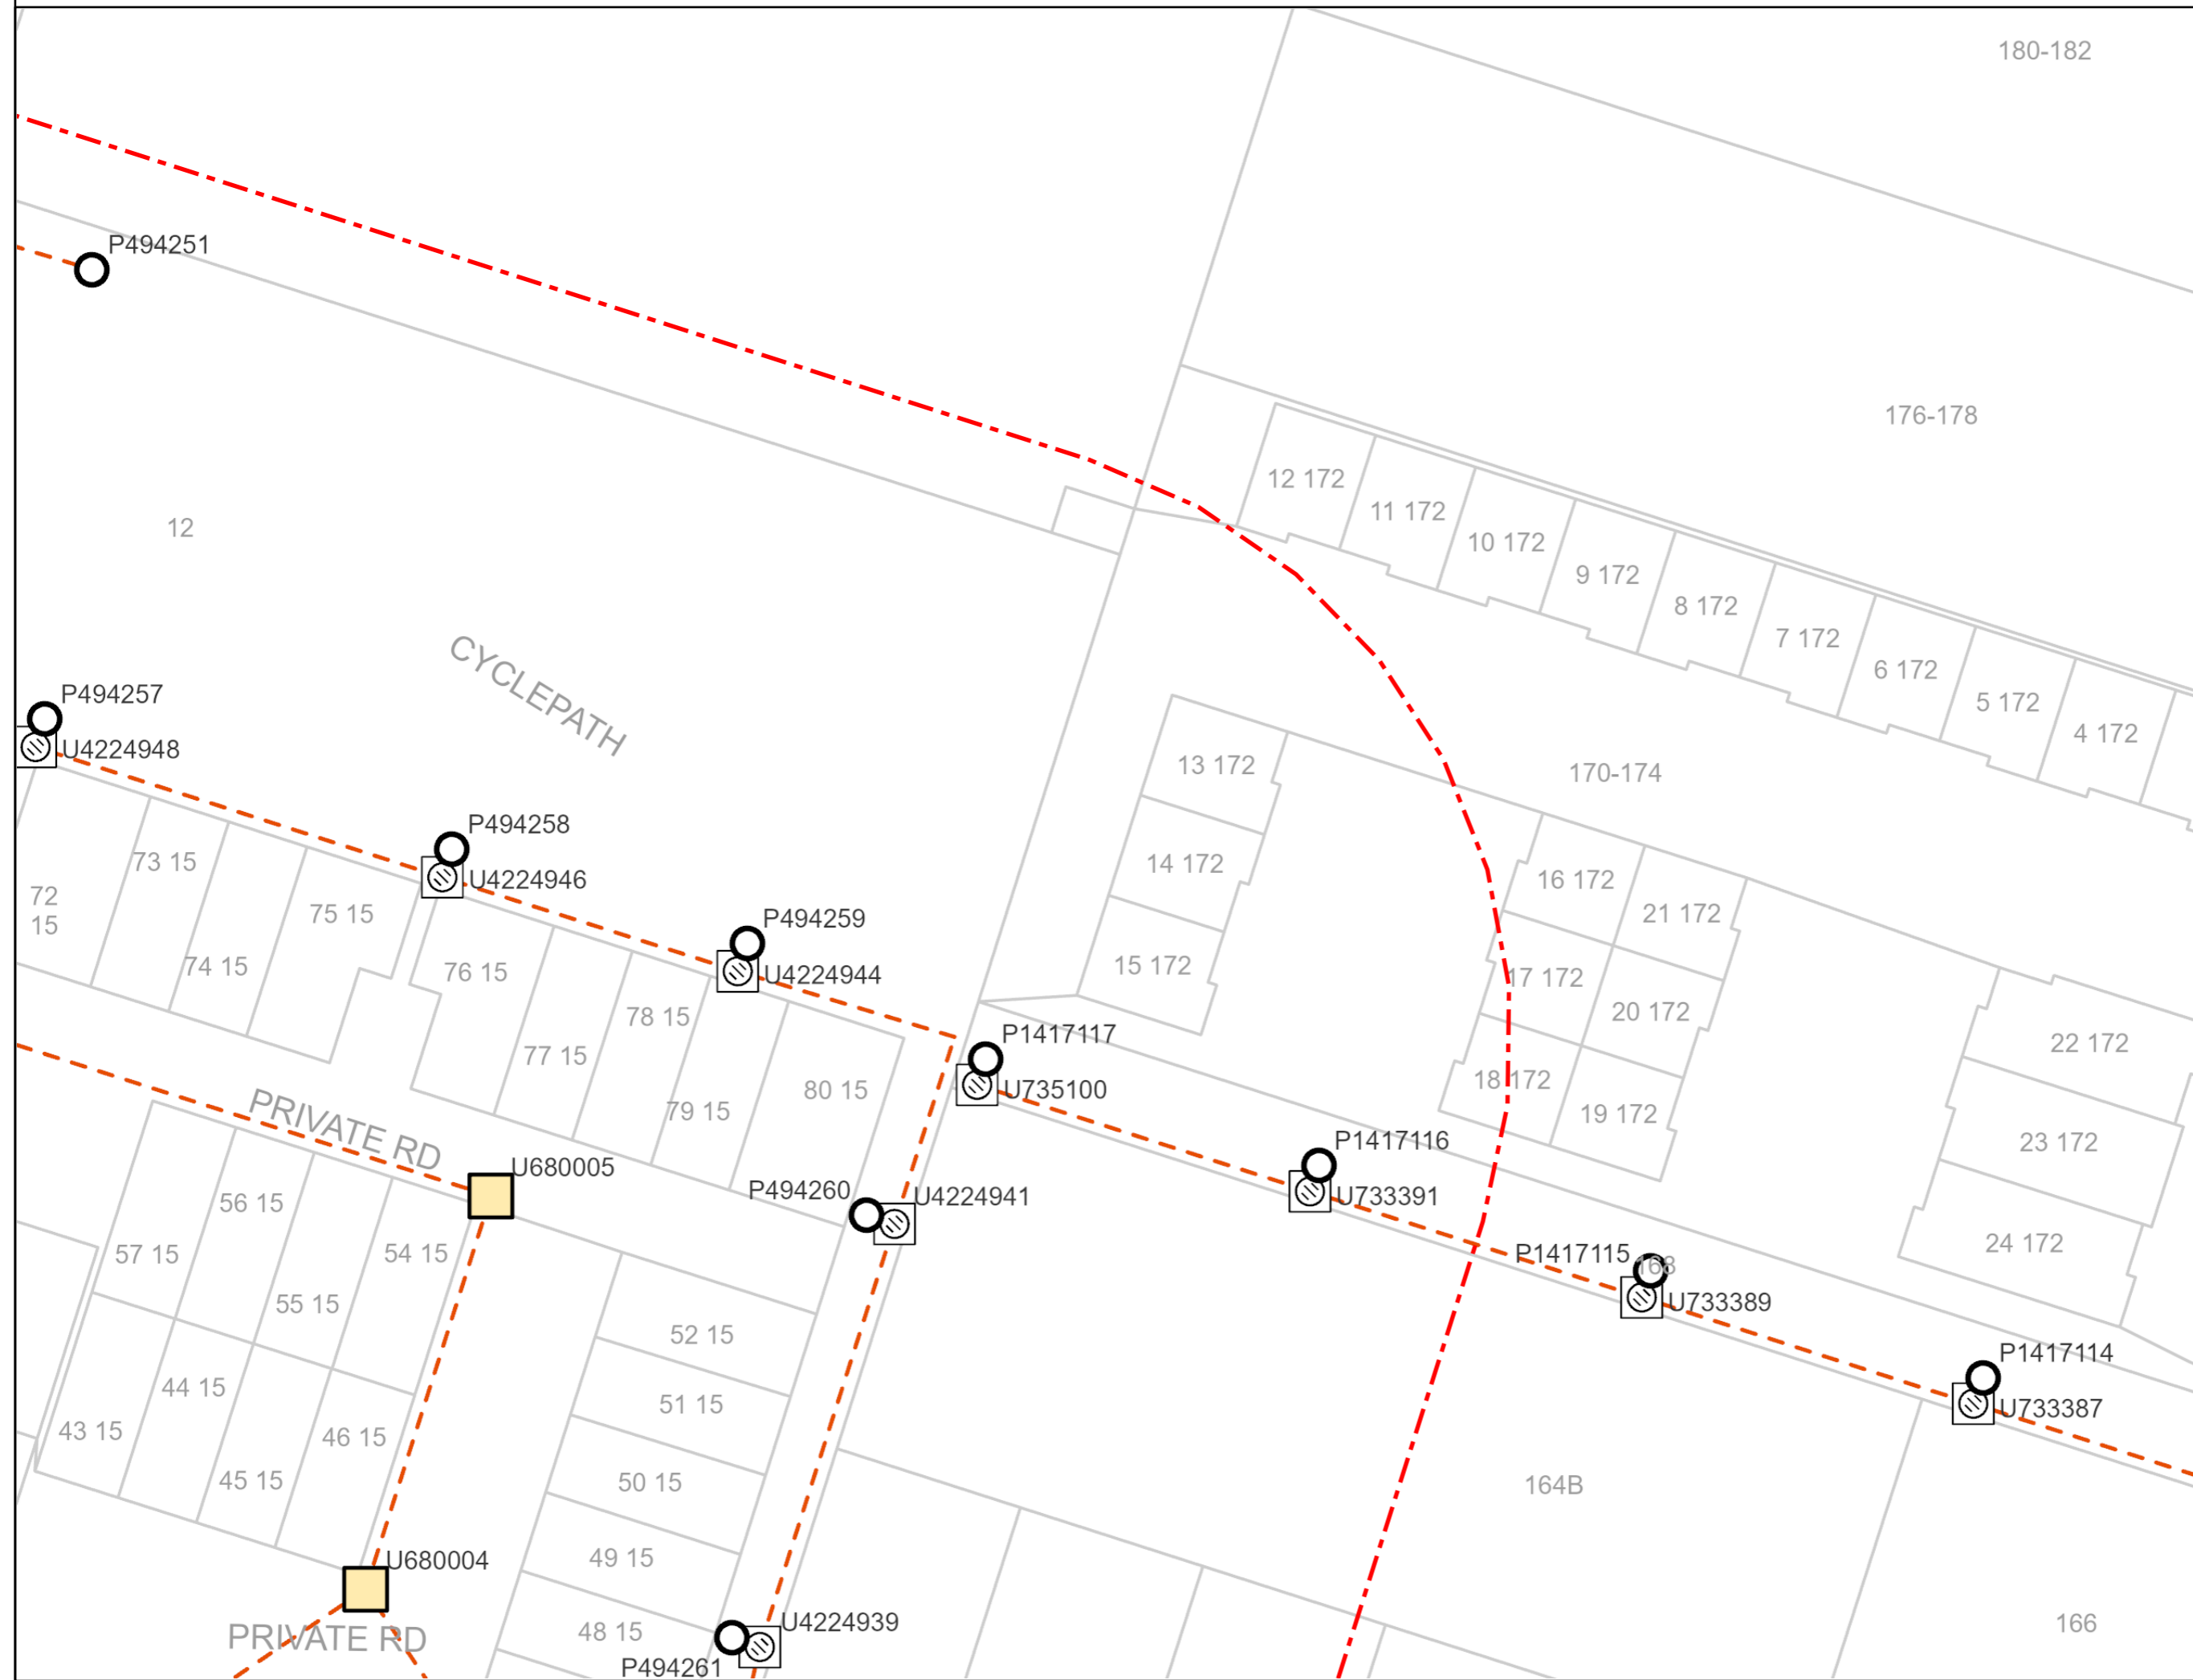 180-182
P494251
176-178
12 172
11 172
10 172
12
9 172
8 172
7 172
6 172
CYCLEPATH
P494257
5 172
4 172
U4224948
13 172
170-174
P494258
73 15
14 172
U4224946
16 172
72
15
75 15
21 172
P494259
74 15
76 15
U4224944
15 172
17 172
78 15
20 172
P1417117
22 172
77 15
80 15
U735100
18 172
79 15
19 172
PRIVATE RD
P1417116
23 172
U680005
P494260
U4224941
U733391
56 15
57 15
54 15
P1417115
168
24 172
55 15
U733389
52 15
P1417114
44 15
51 15
U733387
43 15
46 15
45 15
50 15
164B
49 15
U680004
48 15
U4224939
166
PRIVATE RD
P494261